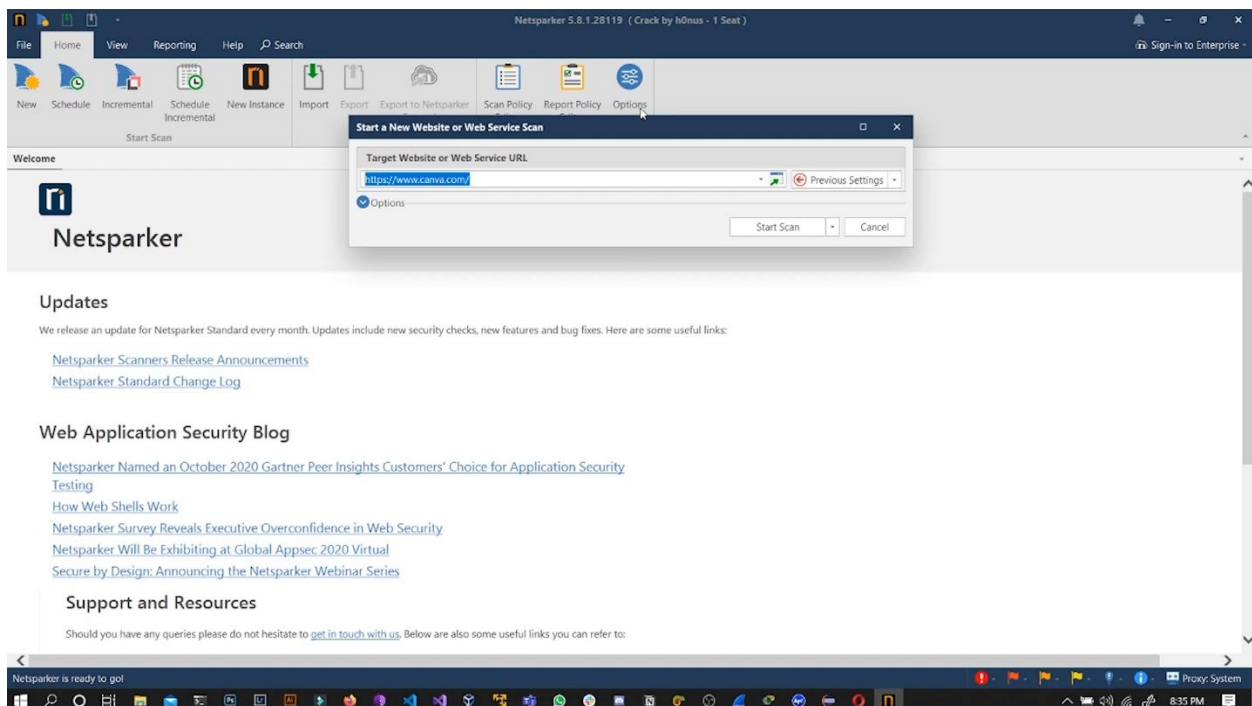 Netsparker 5.8.1.28119 ( Crack by h0nus - 1 Seat )
File Home View Reporting Help Search
Sign-in to Enterprise
New Schedule Incremental Schedule Incremental New Instance Import Export Export to Netsparker Scan Policy Report Policy Options
Start Scan
Start a New Website or Web Service Scan
Welcome
Target Website or Web Service URL
https://www.canva.com/
Previous Settings
Options
Start Scan Cancel
n
Netsparker
Updates
We release an update for Netsparker Standard every month. Updates include new security checks, new features and bug fixes. Here are some useful links:
Netsparker Scanners Release Announcements
Netsparker Standard Change Log
Web Application Security Blog
Netsparker Named an October 2020 Gartner Peer Insights Customers' Choice for Application Security
Testing
How Web Shells Work
Netsparker Survey Reveals Executive Overconfidence in Web Security
Netsparker Will Be Exhibiting at Global Appsec 2020 Virtual
Secure by Design: Announcing the Netsparker Webinar Series
Support and Resources
Should you have any queries please do not hesitate to get in touch with us. Below are also some useful links you can refer to:
Netsparker is ready to go!
Proxy: System
8:35 PM